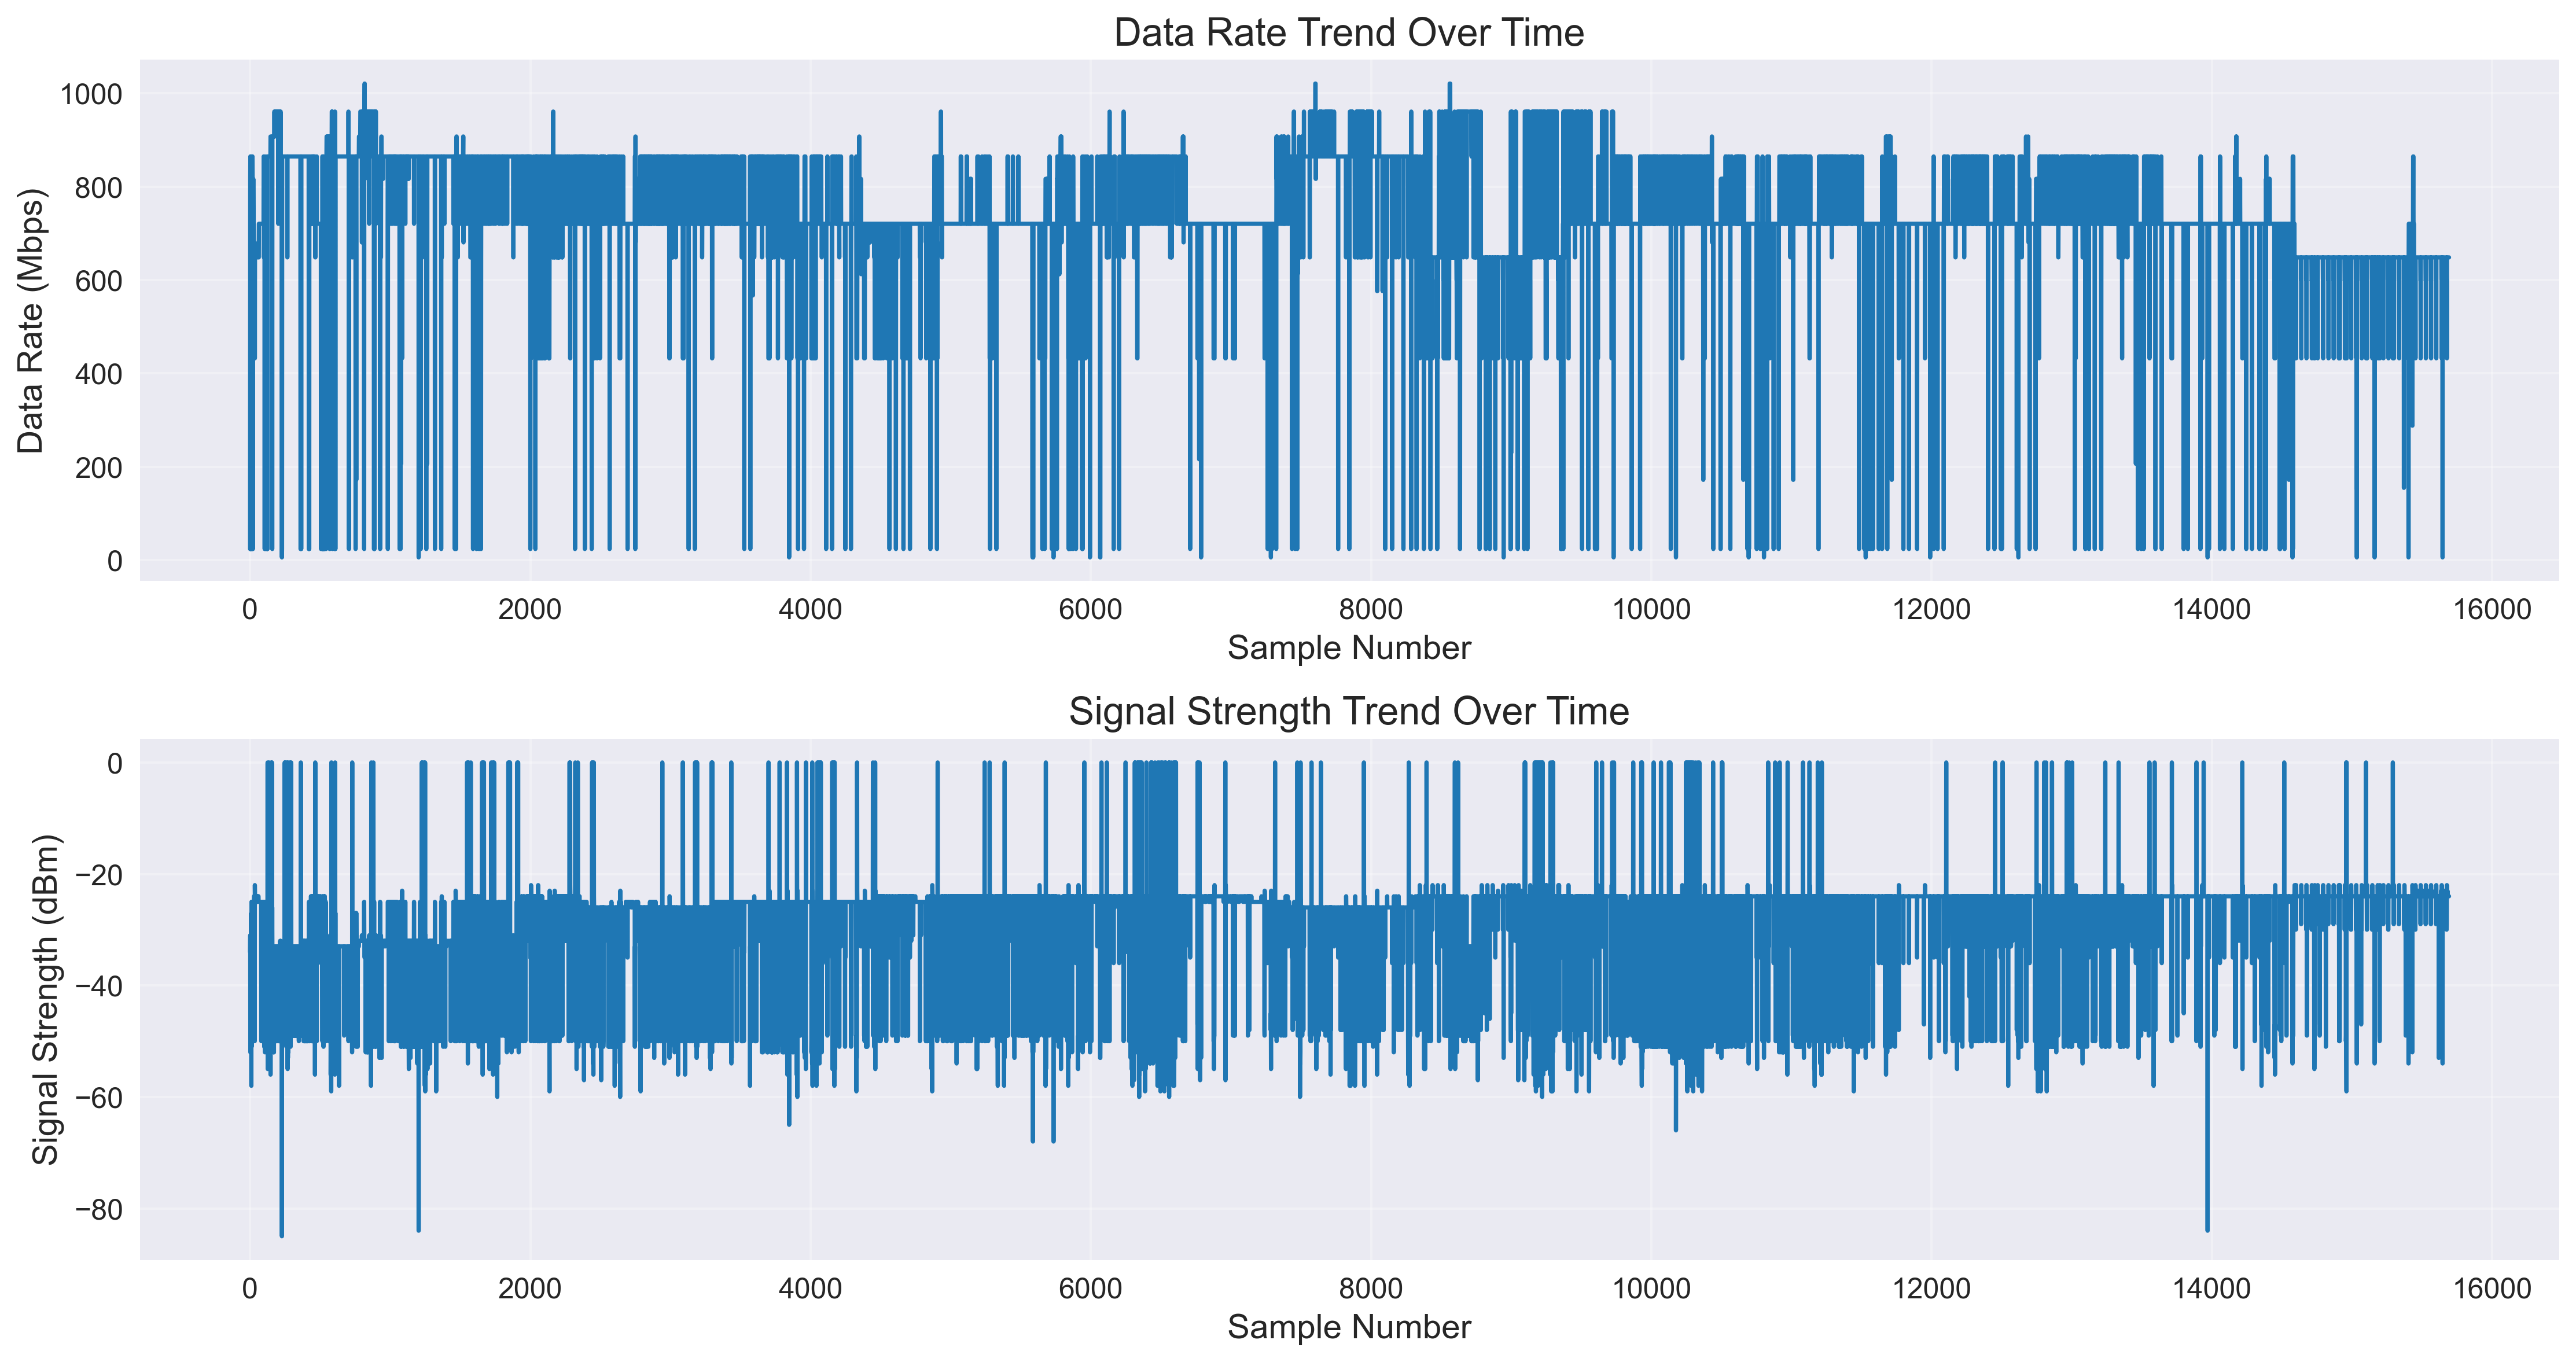 Data Rate Trend Over Time
1000
800
600
400
200
0
Data Rate (Mbps)
0 2000 4000 6000 8000 10000 12000 14000 16000
Sample Number
Signal Strength Trend Over Time
0
−20
−40
−60
−80
Signal Strength (dBm)
0 2000 4000 6000 8000 10000 12000 14000 16000
Sample Number